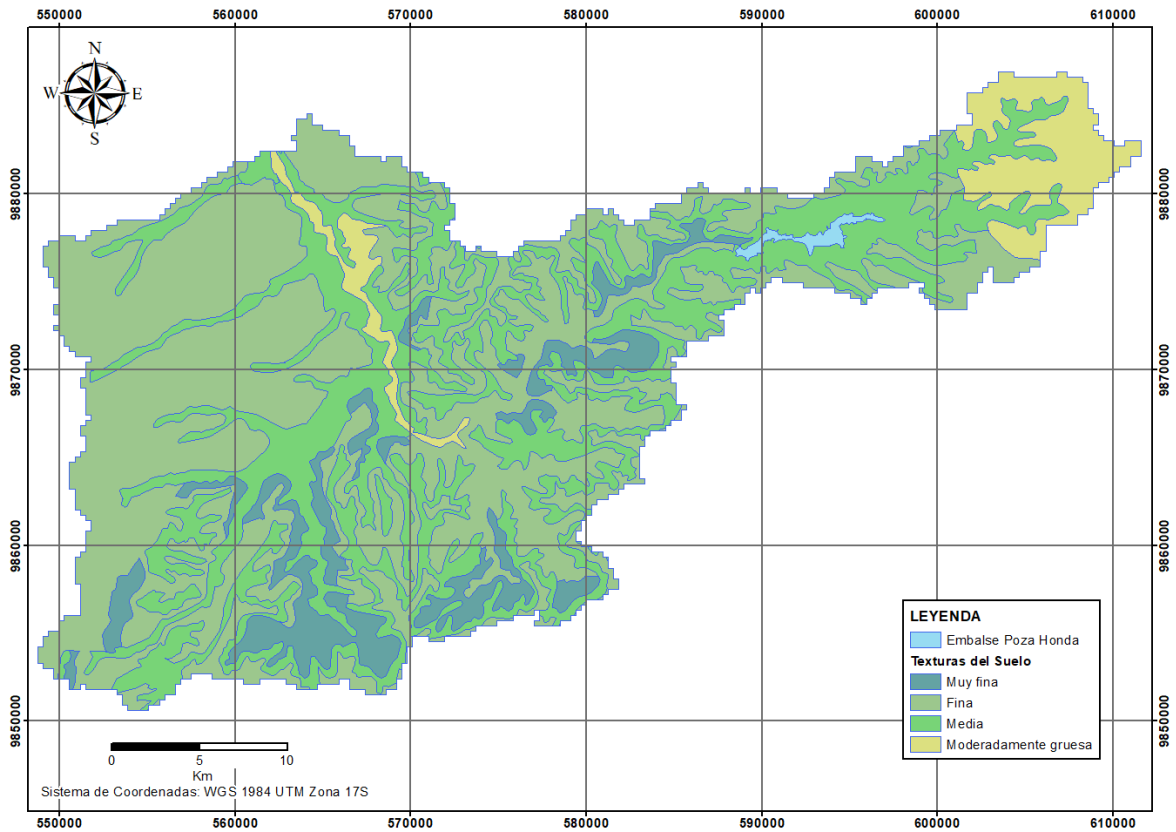 550000 560000 570000 580000 590000 600000 610000
N
W E
S
9880000 9880000
9870000 9870000
9860000 9860000
9850000 9850000
LEYENDA
Embalse Poza Honda
Texturas del Suelo
Muy fina
Fina
Media
Moderadamente gruesa
0 5 10
Km
Sistema de Coordenadas: WGS 1984 UTM Zona 17S
550000 560000 570000 580000 590000 600000 610000